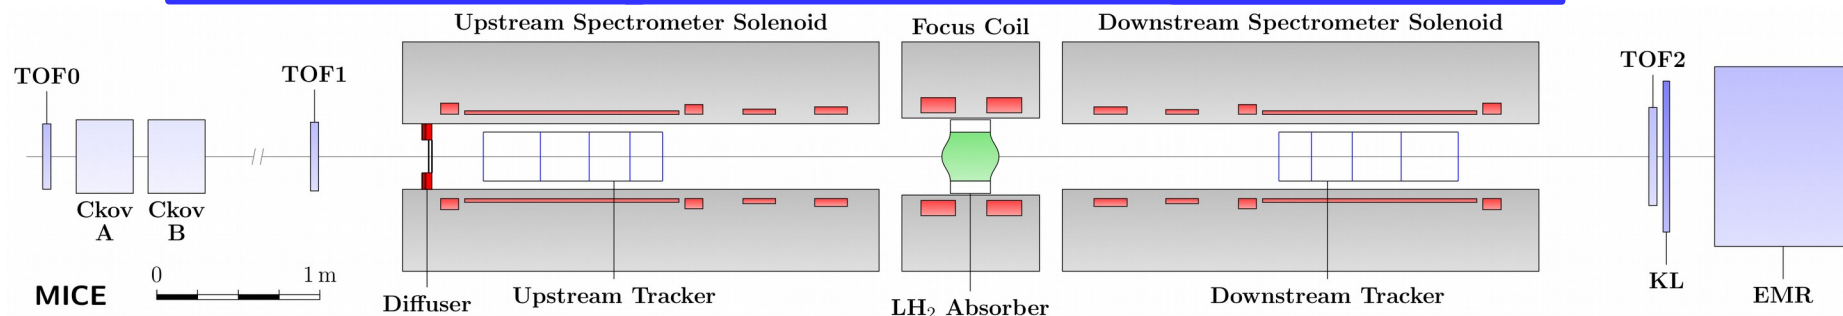 Upstream Spectrometer Solenoid
Focus Coil
Downstream Spectrometer Solenoid
TOF0
TOF1
TOF2
Ckov
A
Ckov
B
KL
0
1 m
MICE
Diffuser
Upstream Tracker
LH₂ Absorber
Downstream Tracker
EMR